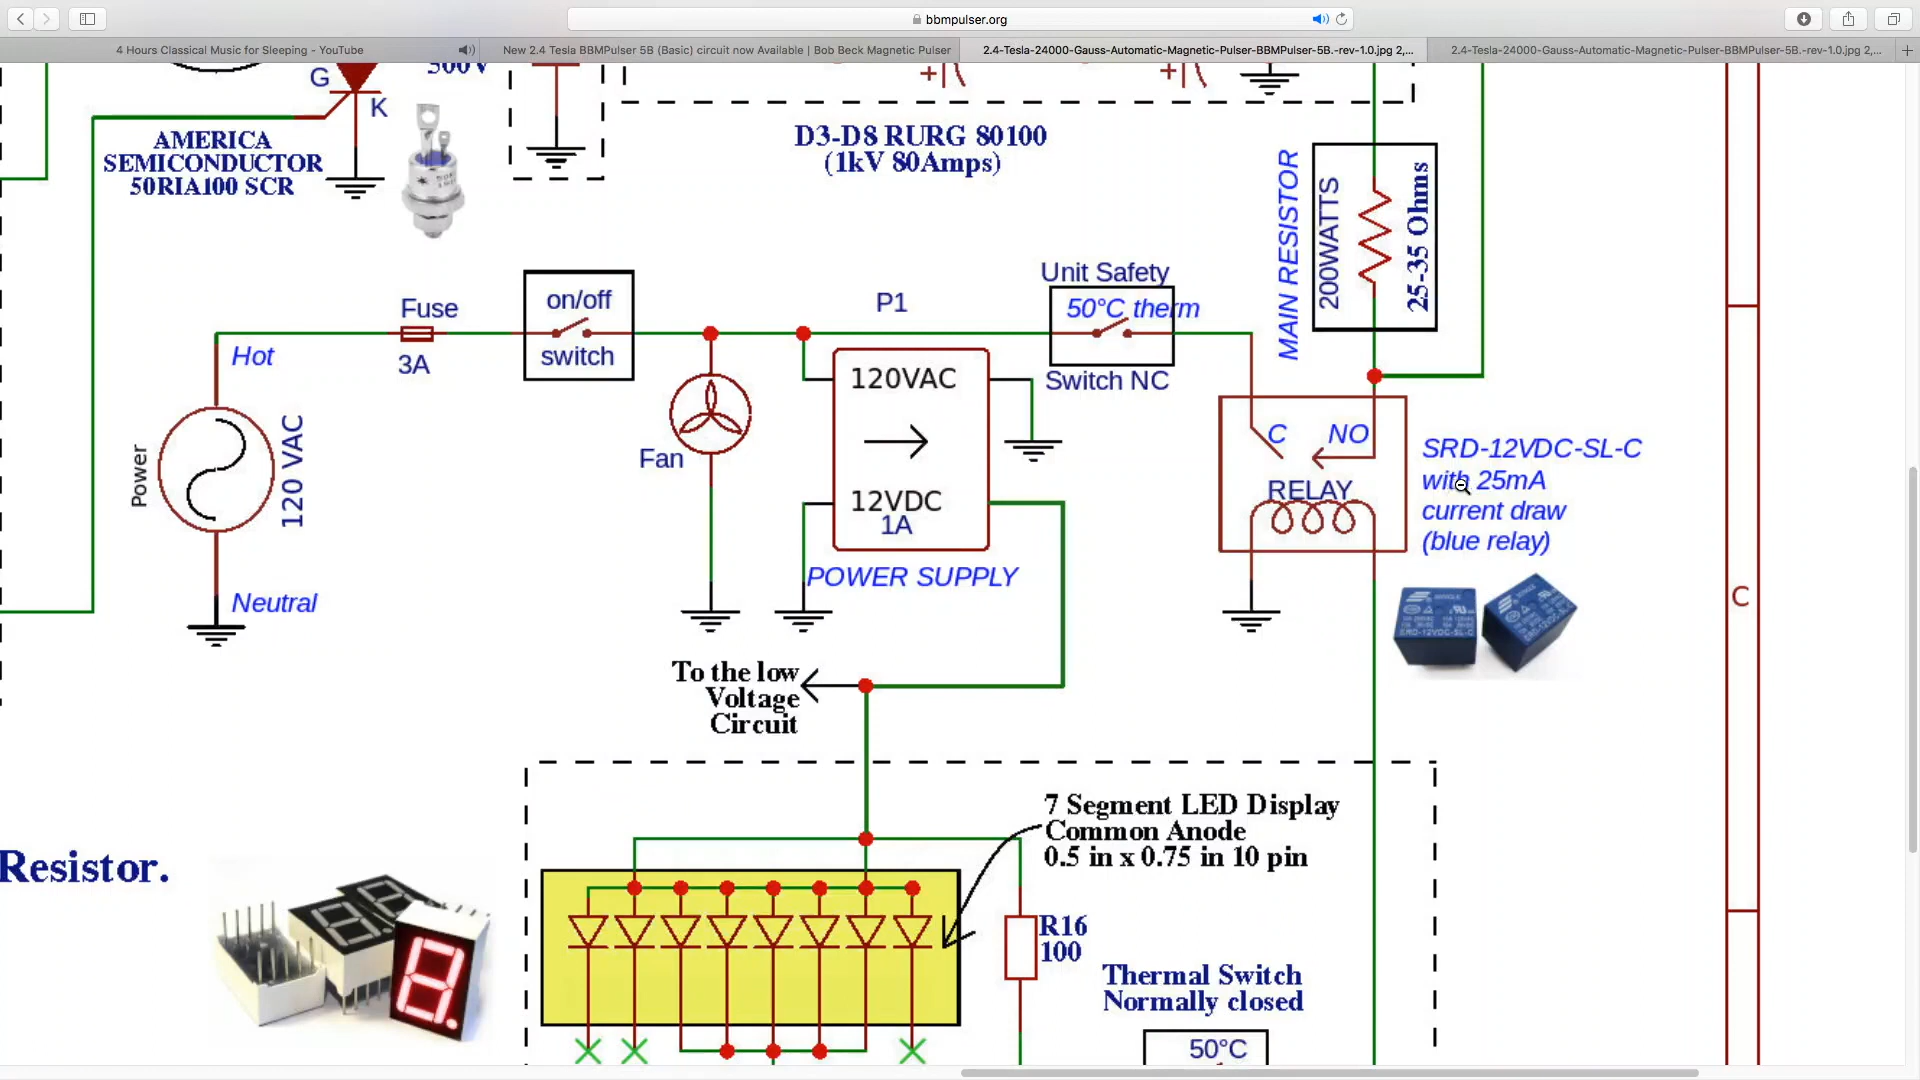 bbmpulser.org
4 Hours Classical Music for Sleeping - YouTube
New 2.4 Tesla BBMPulser 5B (Basic) circuit now Available | Bob Beck Magnetic Pulser
2.4-Tesla-24000-Gauss-Automatic-Magnetic-Pulser-BBMPulser-5B.-rev-1.0.jpg 2,...
2.4-Tesla-24000-Gauss-Automatic-Magnetic-Pulser-BBMPulser-5B.-rev-1.0.jpg 2,...
G
500V
K
AMERICA
SEMICONDUCTOR
50RIA100 SCR
D3-D8 RURG 80100
(1kV 80Amps)
MAIN RESISTOR
200WATTS
25-35 Ohms
Fuse
3A
Hot
on/off
switch
P1
Unit Safety
50°C therm
Switch NC
120VAC
12VDC
1A
POWER SUPPLY
Fan
Power
120 VAC
Neutral
C
NO
RELAY
SRD-12VDC-SL-C
with 25mA
current draw
(blue relay)
SRD-12VDC-SL-C
C
To the low
Voltage
Circuit
7 Segment LED Display
Common Anode
0.5 in x 0.75 in 10 pin
Resistor.
R16
100
Thermal Switch
Normally closed
50°C